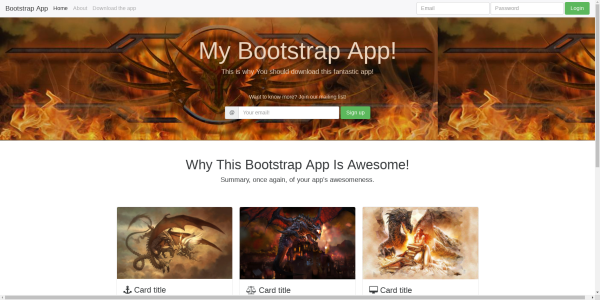 Bootstrap App Home About Download the app Email Password Login
My Bootstrap App!
This is why You should download this fantastic app!
Want to know more? Join our mailing list!
@ Your email Sign up
Why This Bootstrap App Is Awesome!
Summary, once again, of your app's awesomeness.
Card title Card title Card title